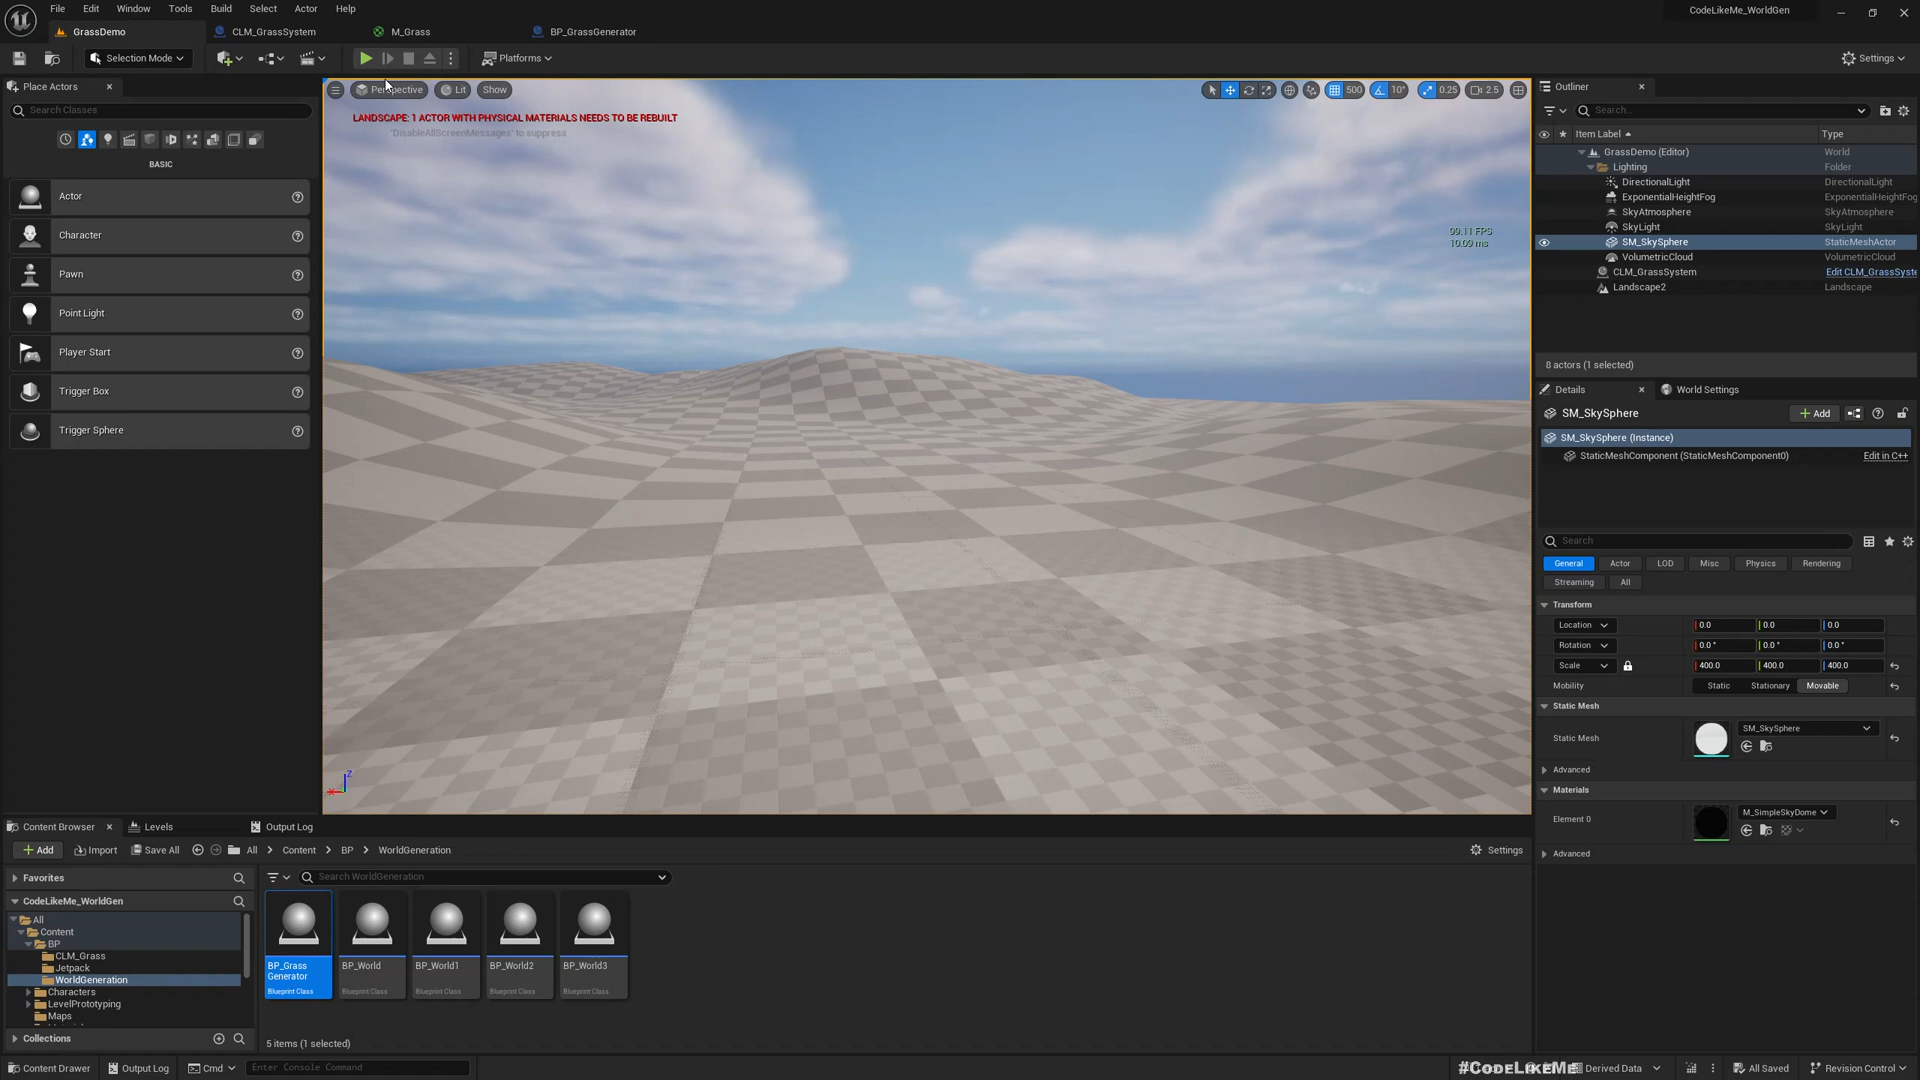 File Edit Window Tools Build Select Actor Help
CodeLikeMe_WorldGen
GrassDemo CLM_GrassSystem M_Grass BP_GrassGenerator
Selection Mode Platforms Settings
Place Actors
Search Classes
BASIC
Actor
Character
Pawn
Point Light
Player Start
Trigger Box
Trigger Sphere
Perspective Lit Show
500 10° 0.25 2.5
LANDSCAPE: 1 ACTOR WITH PHYSICAL MATERIALS NEEDS TO BE REBUILT
'DisableAllScreenMessages' to suppress
99.11 FPS
10.09 ms
Z
Outliner
Search...
Item Label Type
GrassDemo (Editor) World
Lighting Folder
DirectionalLight DirectionalLight
ExponentialHeightFog ExponentialHeightFog
SkyAtmosphere SkyAtmosphere
SkyLight SkyLight
SM_SkySphere StaticMeshActor
VolumetricCloud VolumetricCloud
CLM_GrassSystem Edit CLM_GrassSyste
Landscape2 Landscape
8 actors (1 selected)
Details World Settings
SM_SkySphere Add
SM_SkySphere (Instance)
StaticMeshComponent (StaticMeshComponent0) Edit in C++
Search
General Actor LOD Misc Physics Rendering
Streaming All
Transform
Location 0.0 0.0 0.0
Rotation 0.0 ° 0.0 ° 0.0 °
Scale 400.0 400.0 400.0
Mobility Static Stationary Movable
Static Mesh
Static Mesh SM_SkySphere
Advanced
Materials
Element 0 M_SimpleSkyDome
Advanced
Content Browser Levels Output Log
Add Import Save All All Content BP WorldGeneration Settings
Favorites
CodeLikeMe_WorldGen
All
Content
BP
CLM_Grass
Jetpack
WorldGeneration
Characters
LevelPrototyping
Maps
Collections
Search WorldGeneration
BP_Grass
Generator
Blueprint Class
BP_World
Blueprint Class
BP_World1
Blueprint Class
BP_World2
Blueprint Class
BP_World3
Blueprint Class
5 items (1 selected)
Content Drawer Output Log Cmd Enter Console Command
#CodeLikeMe Derived Data All Saved Revision Control